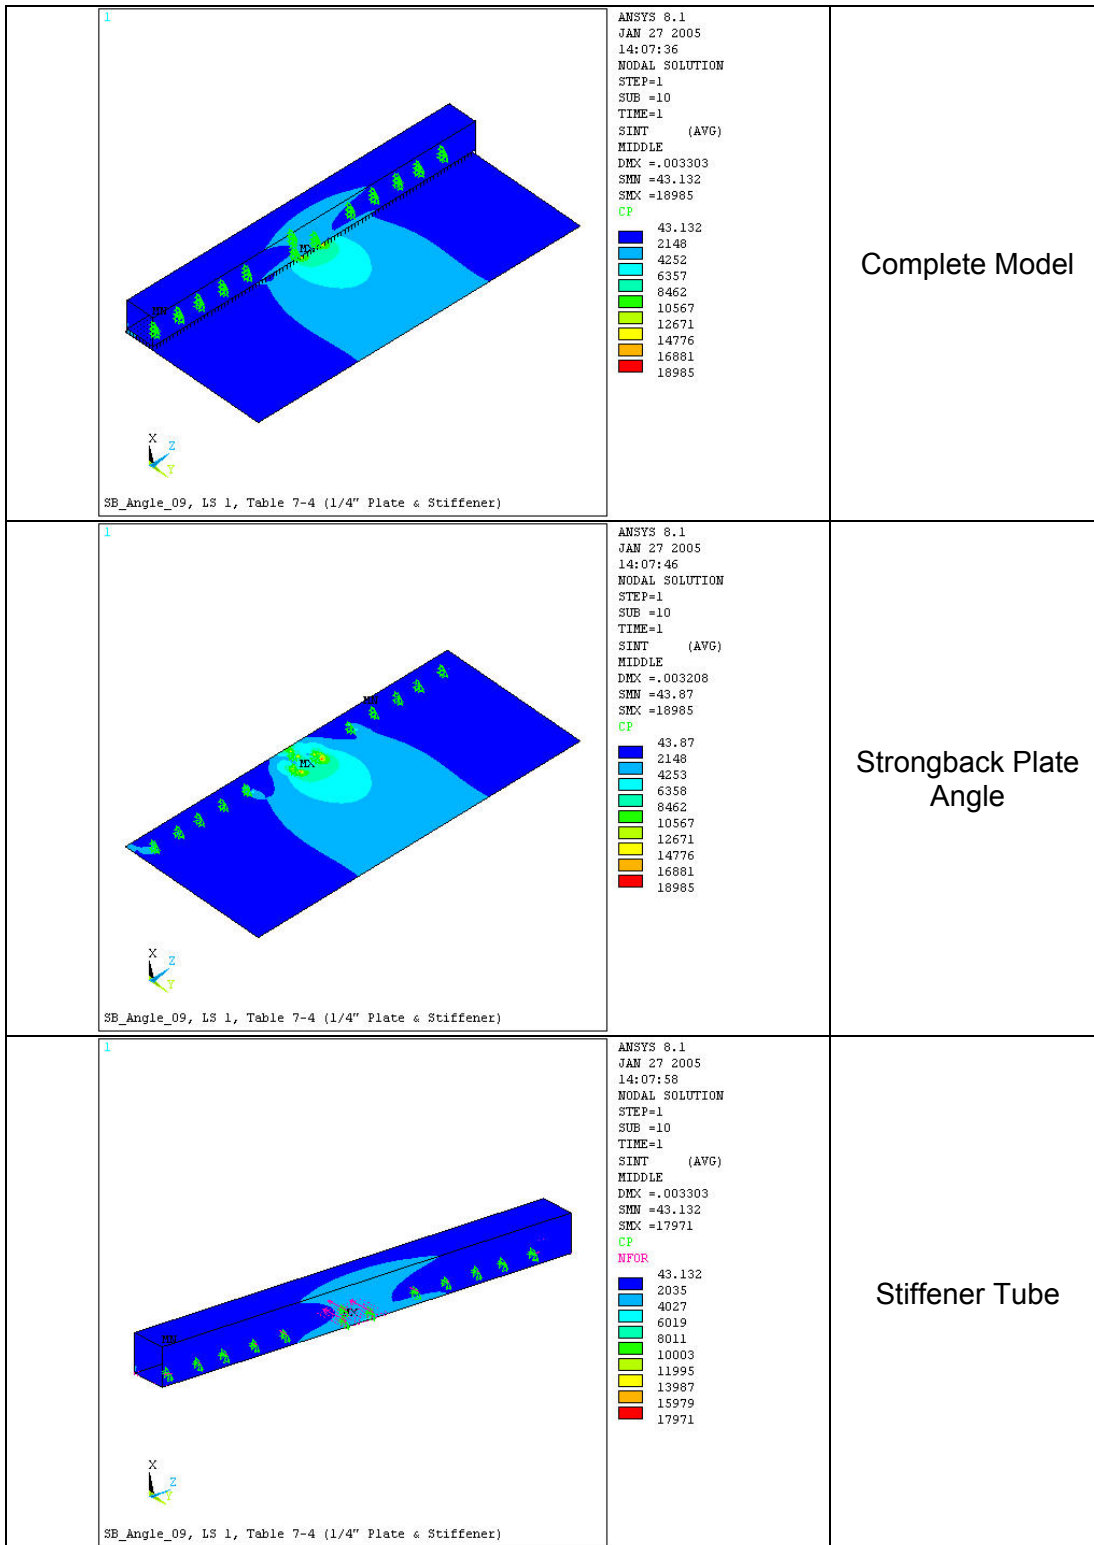 1
ANSYS 8.1
JAN 27 2005
14:07:36
NODAL SOLUTION
STEP=1
SUB =10
TIME=1
SINT (AVG)
MIDDLE
DMX =.003303
SMN =43.132
SMX =18985
CP
43.132
2148
4252
6357
8462
10567
12671
14776
16881
18985
MX
MN
X
Z
Y
SB_Angle_09, LS 1, Table 7-4 (1/4" Plate & Stiffener)
Complete Model
1
ANSYS 8.1
JAN 27 2005
14:07:46
NODAL SOLUTION
STEP=1
SUB =10
TIME=1
SINT (AVG)
MIDDLE
DMX =.003208
SMN =43.87
SMX =18985
CP
43.87
2148
4253
6358
8462
10567
12671
14776
16881
18985
MN
MX
X
Z
Y
SB_Angle_09, LS 1, Table 7-4 (1/4" Plate & Stiffener)
Strongback Plate
Angle
1
ANSYS 8.1
JAN 27 2005
14:07:58
NODAL SOLUTION
STEP=1
SUB =10
TIME=1
SINT (AVG)
MIDDLE
DMX =.003303
SMN =43.132
SMX =17971
CP
NFOR
43.132
2035
4027
6019
8011
10003
11995
13987
15979
17971
MX
MN
X
Z
Y
SB_Angle_09, LS 1, Table 7-4 (1/4" Plate & Stiffener)
Stiffener Tube